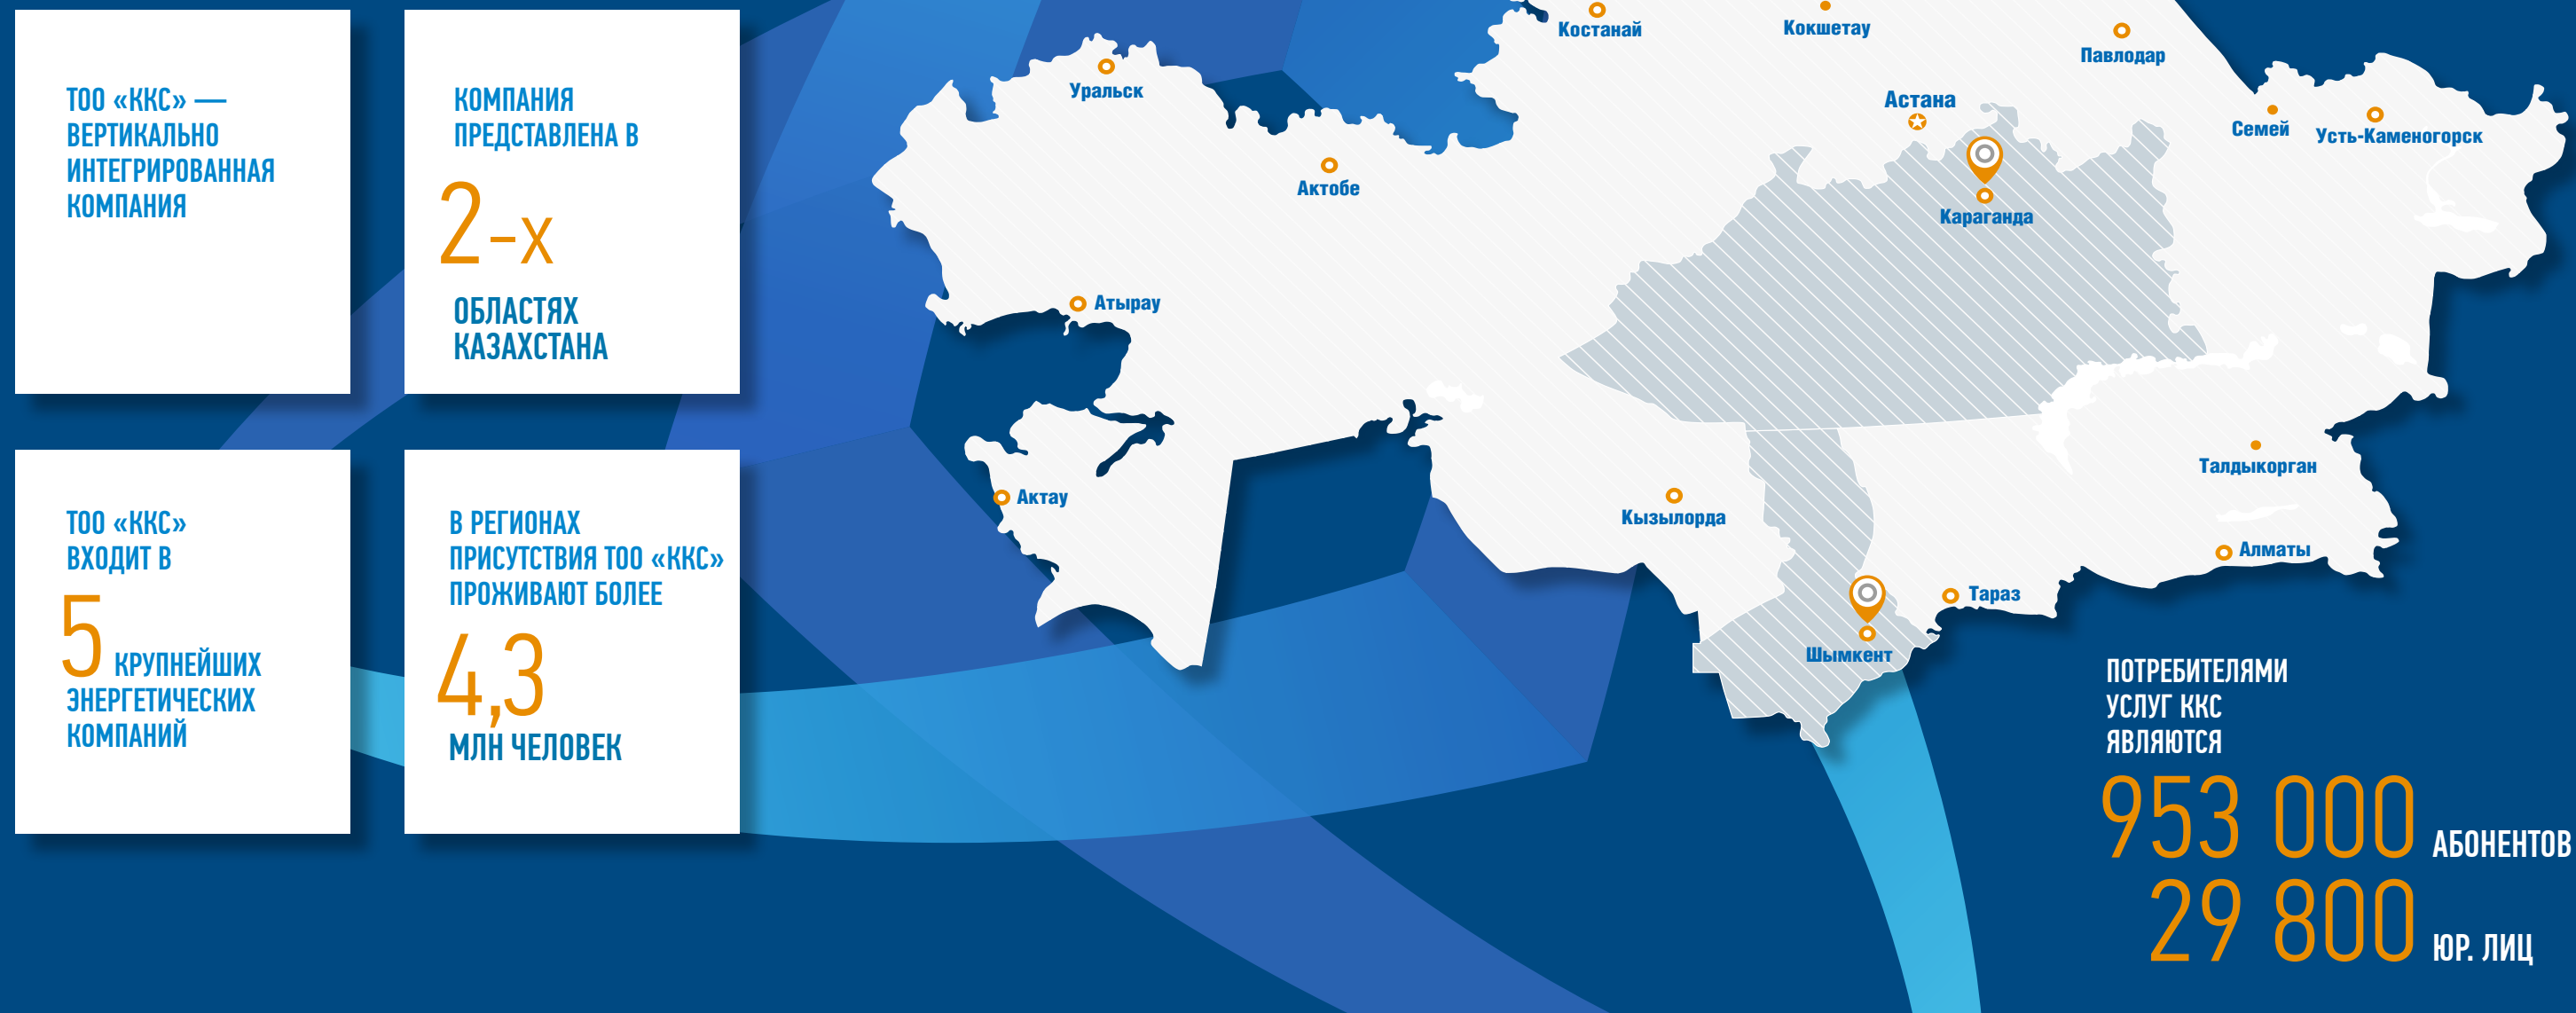 ТОО «ККС» —
ВЕРТИКАЛЬНО
ИНТЕГРИРОВАННАЯ
КОМПАНИЯ
КОМПАНИЯ
ПРЕДСТАВЛЕНА В
2-х
ОБЛАСТЯХ
КАЗАХСТАНА
ТОО «ККС»
ВХОДИТ В
5 КРУПНЕЙШИХ
ЭНЕРГЕТИЧЕСКИХ
КОМПАНИЙ
В РЕГИОНАХ
ПРИСУТСТВИЯ ТОО «ККС»
ПРОЖИВАЮТ БОЛЕЕ
4,3
МЛН ЧЕЛОВЕК
Костанай
Кокшетау
Павлодар
Уральск
Астана
Семей
Усть-Каменогорск
Актобе
Караганда
Атырау
Талдыкорган
Актау
Кызылорда
Алматы
Тараз
Шымкент
ПОТРЕБИТЕЛЯМИ
УСЛУГ ККС
ЯВЛЯЮТСЯ
953 000 АБОНЕНТОВ
29 800 ЮР. ЛИЦ